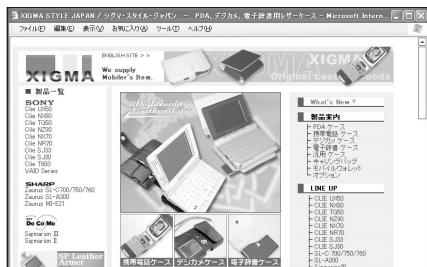 XIGMA STYLE JAPAN / シグマ・スタイル・ジャパン － PDA、デジカメ、電子辞書用レザーケース - Microsoft Intern...
ファイル(F) 編集(E) 表示(V) お気に入り(A) ツール(T) ヘルプ(H)
ENGLISH SITE > >
We supply
Mobiler's Item.
XIGMA
XIGMA
Original Leather Goods
■ 製品一覧
SONY
Clie UX50
Clie NX80
Clie TG50
Clie NZ90
Clie NX70
Clie NR70
Clie SJ33
Clie SJ30
Clie T650
VAIO Series
SHARP
Zaurus SL-C700/750/760
Zaurus SL-A300
Zaurus MI-E21
DoCoMo
Sigmarion III
Sigmarion II
SP Leather
Armor
High Quality
Leather Case
携帯電話ケース
デジカメケース
電子辞書ケース
What's New ?
製品案内
PDA ケース
携帯電話 ケース
デジカメ ケース
電子辞書 ケース
汎用 ケース
キャリングバッグ
モバイルウォレット
オプション
LINE UP
CLIE UX50
CLIE NX80
CLIE TG50
CLIE NZ90
CLIE NX70
CLIE NR70
CLIE SJ33
CLIE SJ30
SL-C 700/750/760
SL-A300